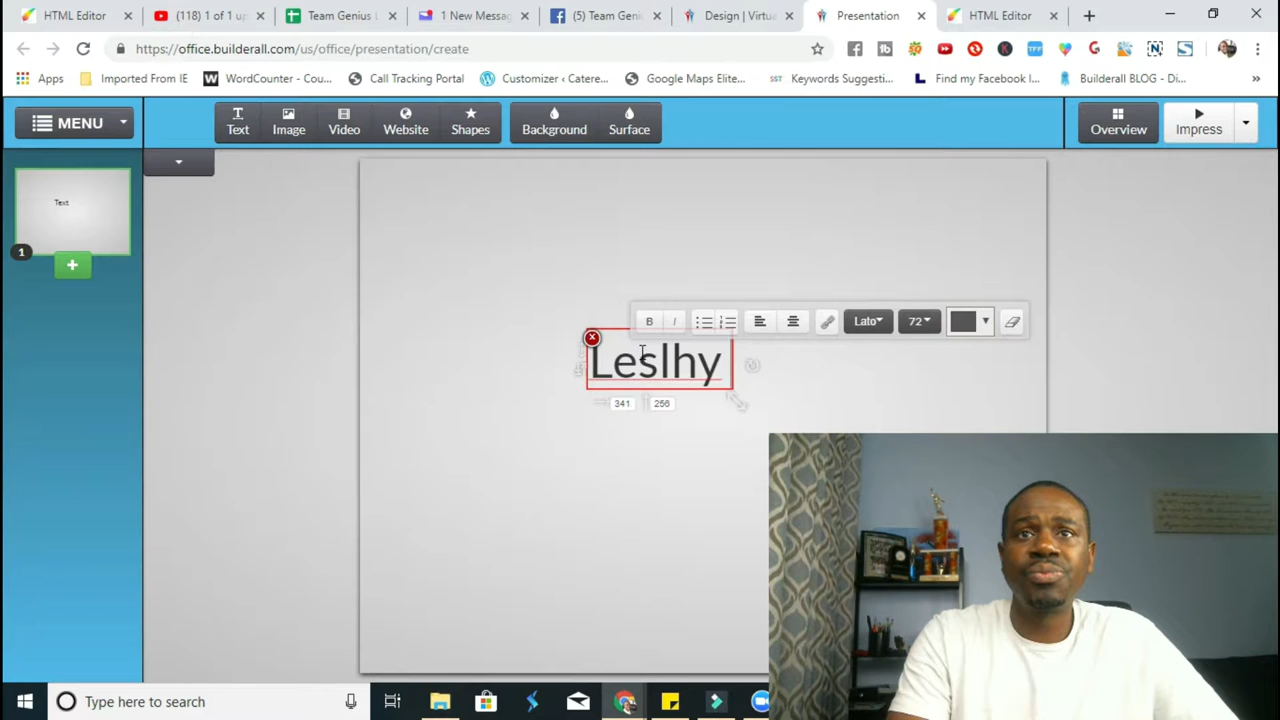 HTML Editor
(118) 1 of 1 u
Team Genius L
1 New Messag
(5) Team Geni
Design | Virtu
Presentation
HTML Editor
https://office.builderall.com/us/office/presentation/create
Apps
Imported From IE
WordCounter - Cou...
Call Tracking Portal
Customizer ‹ Catere...
Google Maps Elite...
SST
Keywords Suggesti...
Find my Facebook I...
Builderall BLOG - Di...
MENU
Text
Image
Video
Website
Shapes
Background
Surface
Overview
Impress
Text
1
B
I
Lato
72
Leslhy
341
256
Type here to search